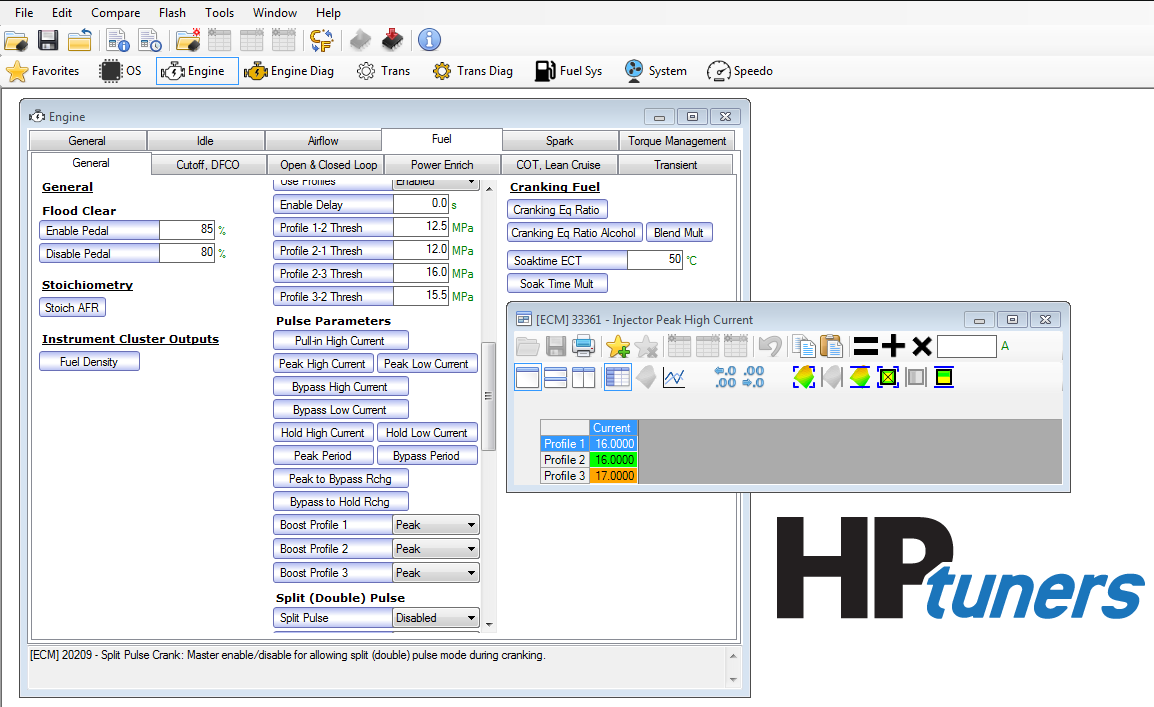 File Edit Compare Flash Tools Window Help
Favorites OS Engine Engine Diag Trans Trans Diag Fuel Sys System Speedo
Engine
General Idle Airflow Fuel Spark Torque Management
General Cutoff, DFCO Open & Closed Loop Power Enrich COT, Lean Cruise Transient
General
Flood Clear
Enable Pedal 85 %
Disable Pedal 80 %
Stoichiometry
Stoich AFR
Instrument Cluster Outputs
Fuel Density
Use Profiles Enabled
Enable Delay 0.0 s
Profile 1-2 Thresh 12.5 MPa
Profile 2-1 Thresh 12.0 MPa
Profile 2-3 Thresh 16.0 MPa
Profile 3-2 Thresh 15.5 MPa
Pulse Parameters
Pull-in High Current
Peak High Current Peak Low Current
Bypass High Current
Bypass Low Current
Hold High Current Hold Low Current
Peak Period Bypass Period
Peak to Bypass Rchg
Bypass to Hold Rchg
Boost Profile 1 Peak
Boost Profile 2 Peak
Boost Profile 3 Peak
Split (Double) Pulse
Split Pulse Disabled
Cranking Fuel
Cranking Eq Ratio
Cranking Eq Ratio Alcohol Blend Mult
Soaktime ECT 50 °C
Soak Time Mult
[ECM] 33361 - Injector Peak High Current
A
←.0 .00
.00 →.0
Current
Profile 1 16.0000
Profile 2 16.0000
Profile 3 17.0000
HP tuners
[ECM] 20209 - Split Pulse Crank: Master enable/disable for allowing split (double) pulse mode during cranking.